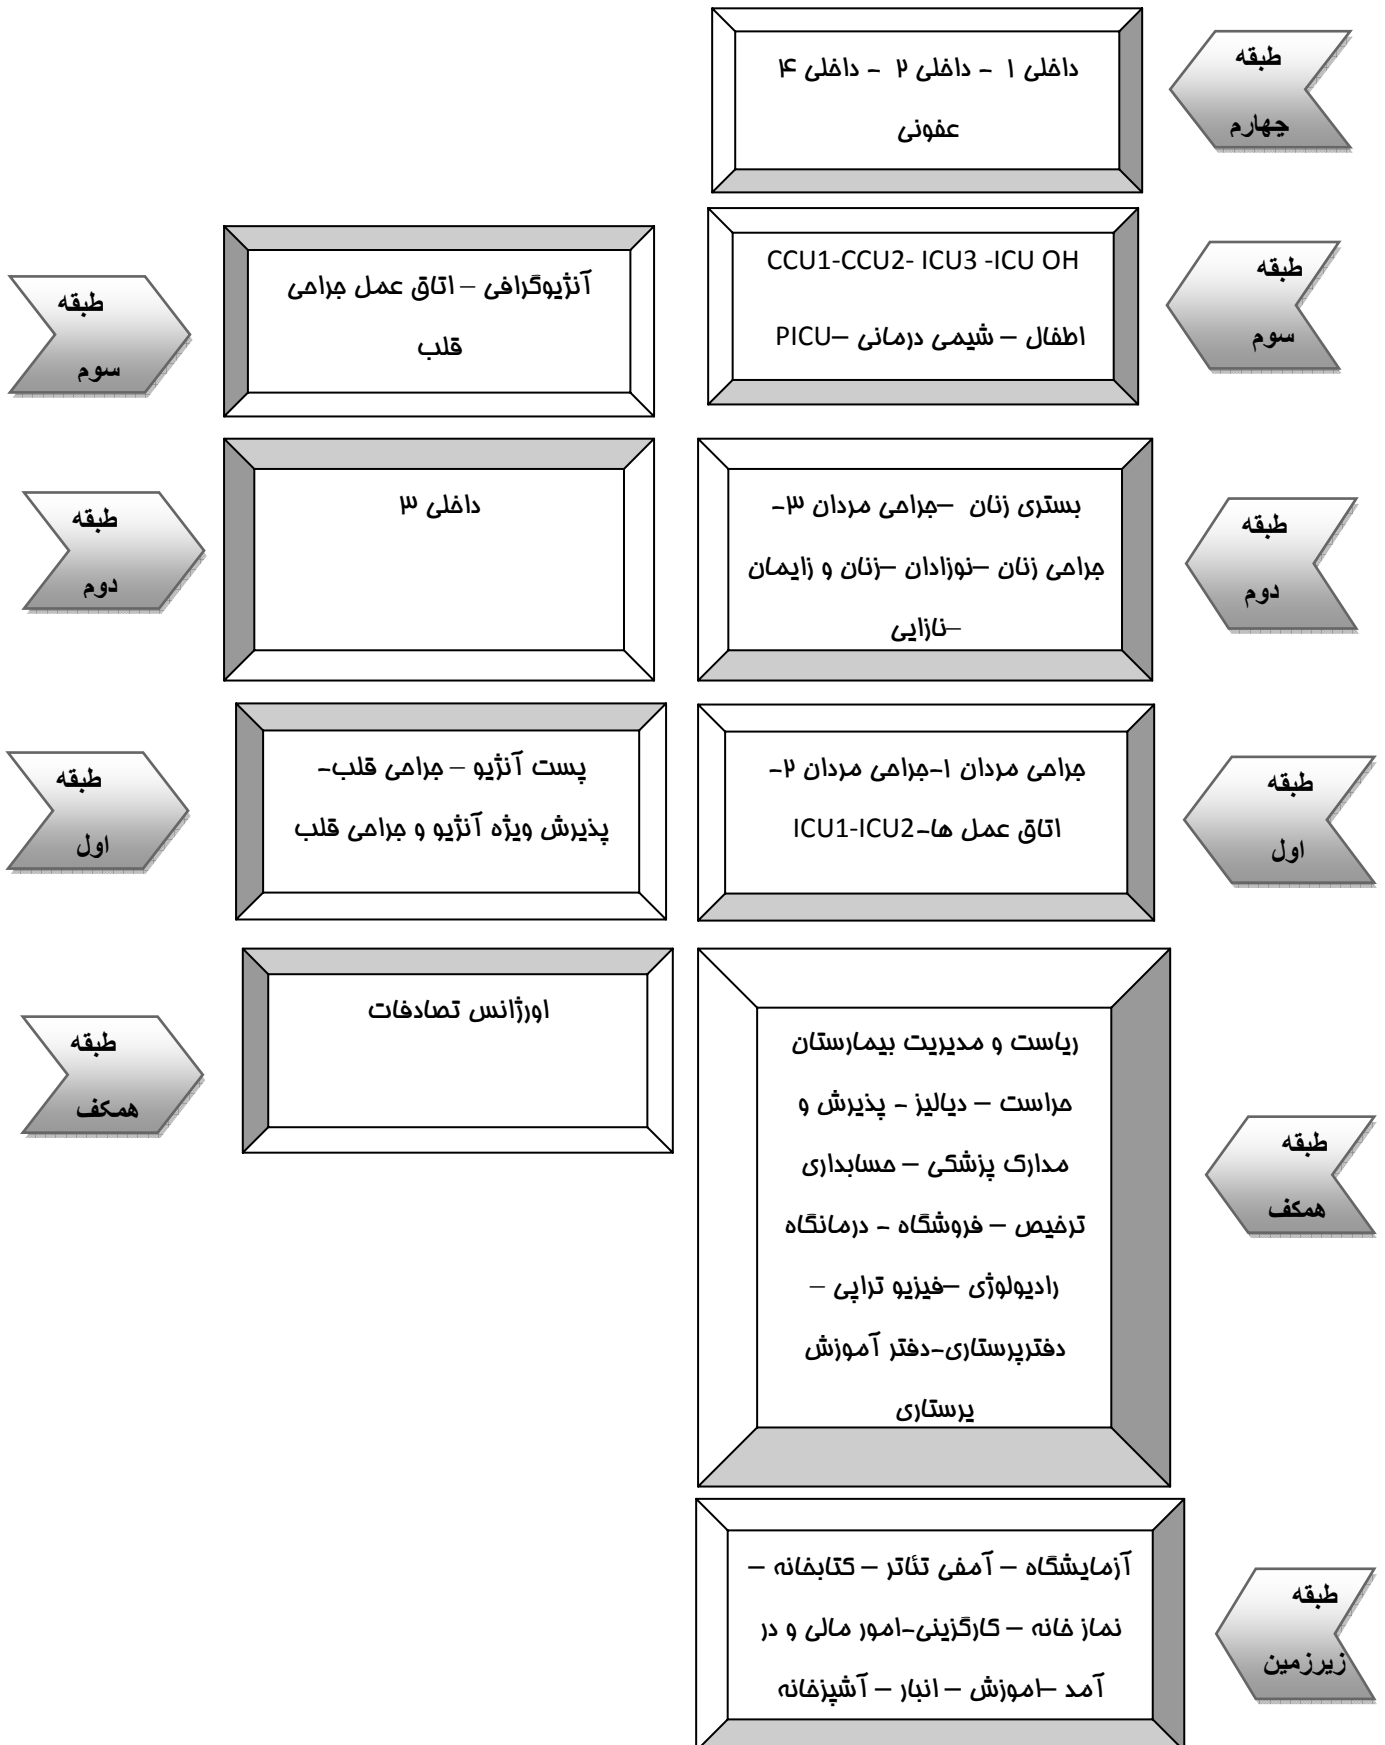 طبقه
چهارم
داخلی ۱ - داخلی ۲ - داخلی ۴
عفونی
طبقه
سوم
CCU1-CCU2- ICU3 -ICU OH
اطفال – شیمی درمانی –PICU
آنژیوگرافی – اتاق عمل جراحی
قلب
طبقه
سوم
طبقه
دوم
بستری زنان –جراحی مردان ۳-
جراحی زنان –نوزادان –زنان و زایمان
–نازایی
داخلی ۳
طبقه
دوم
طبقه
اول
جراحی مردان ۱-جراحی مردان ۲-
اتاق عمل ها-ICU1-ICU2
پست آنژیو – جراحی قلب-
پذیرش ویژه آنژیو و جراحی قلب
طبقه
اول
طبقه
همکف
ریاست و مدیریت بیمارستان
حراست – دیالیز - پذیرش و
مدارک پزشکی – حسابداری
ترخیص – فروشگاه - درمانگاه
رادیولوژی –فیزیو تراپی –
دفترپرستاری-دفتر آموزش
پرستاری
اورژانس تصادفات
طبقه
همکف
طبقه
زیرزمین
آزمایشگاه – آمفی تئاتر – کتابخانه –
نماز خانه – کارگزینی-امور مالی و در
آمد –اموزش – انبار – آشپزخانه